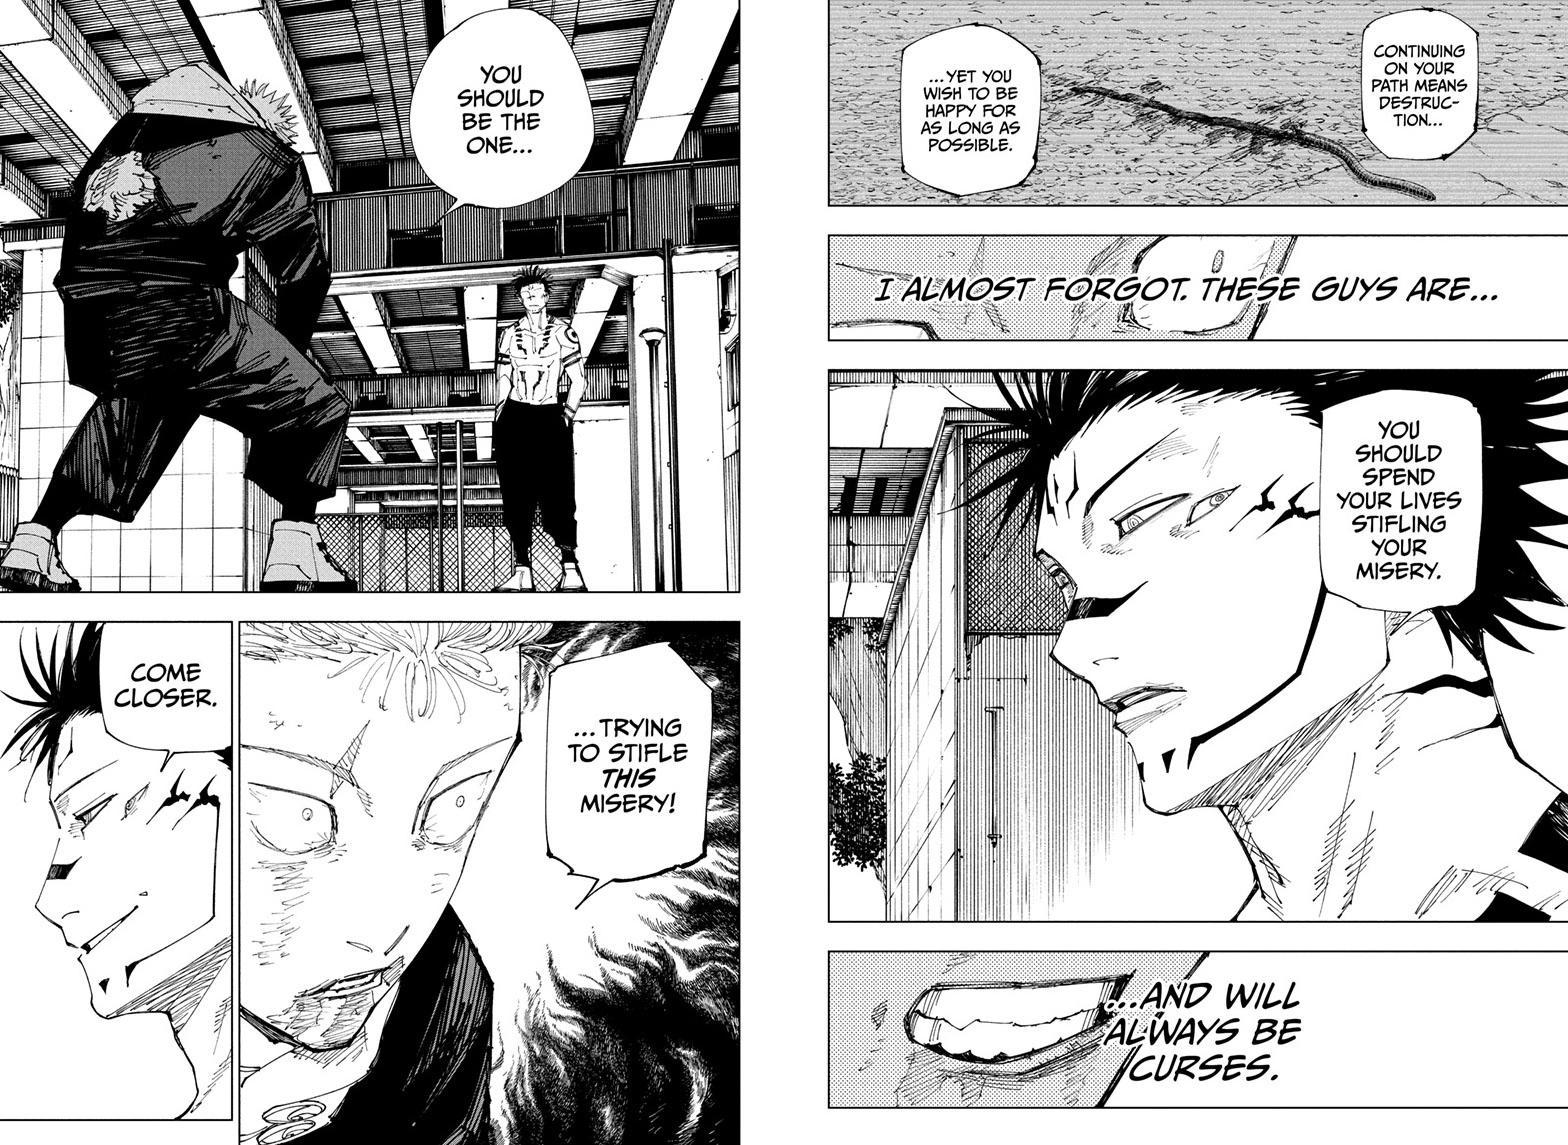 CONTINUING
ON YOUR
PATH MEANS
DESTRUC-
TION...
...YET YOU
WISH TO BE
HAPPY FOR
AS LONG AS
POSSIBLE.
I ALMOST FORGOT. THESE GUYS ARE...
YOU
SHOULD
SPEND
YOUR LIVES
STIFLING
YOUR
MISERY.
...AND WILL
ALWAYS BE
CURSES.
YOU
SHOULD
BE THE
ONE...
...TRYING
TO STIFLE
THIS
MISERY!
COME
CLOSER.